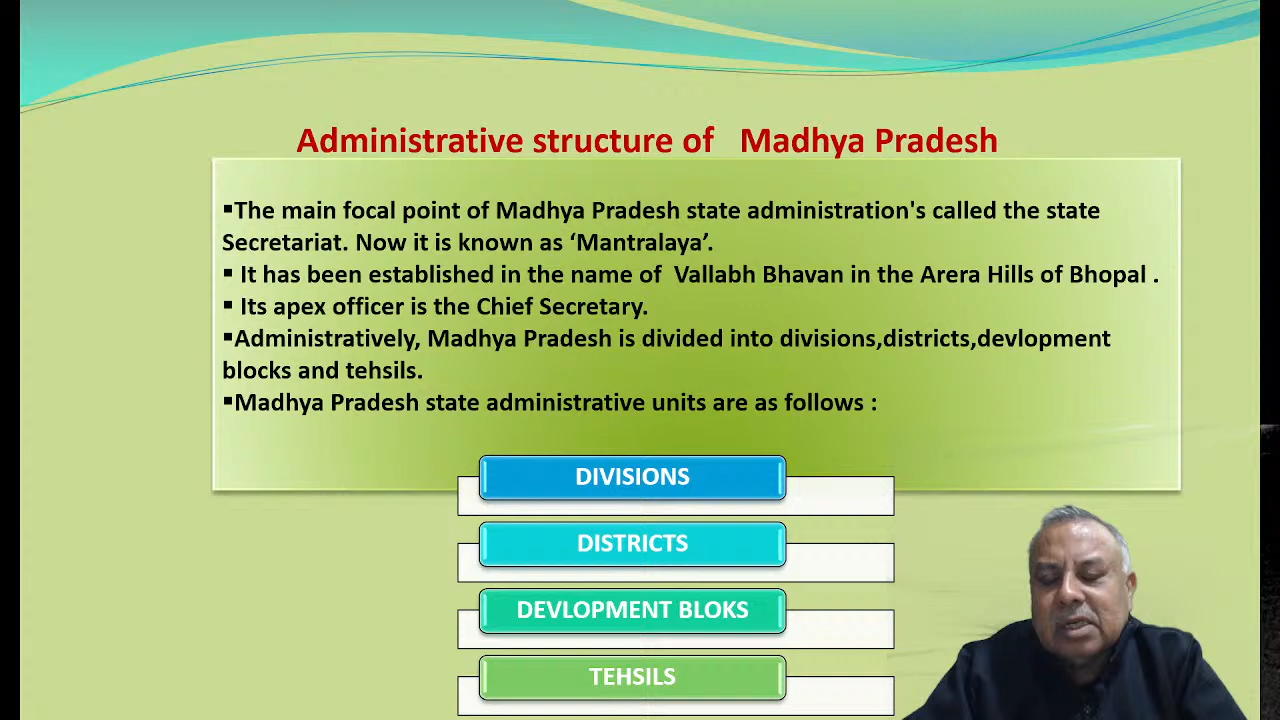 Administrative structure of Madhya Pradesh
▪The main focal point of Madhya Pradesh state administration's called the state
Secretariat. Now it is known as ‘Mantralaya’.
▪ It has been established in the name of Vallabh Bhavan in the Arera Hills of Bhopal .
▪ Its apex officer is the Chief Secretary.
▪Administratively, Madhya Pradesh is divided into divisions,districts,devlopment
blocks and tehsils.
▪Madhya Pradesh state administrative units are as follows :
DIVISIONS
DISTRICTS
DEVLOPMENT BLOKS
TEHSILS